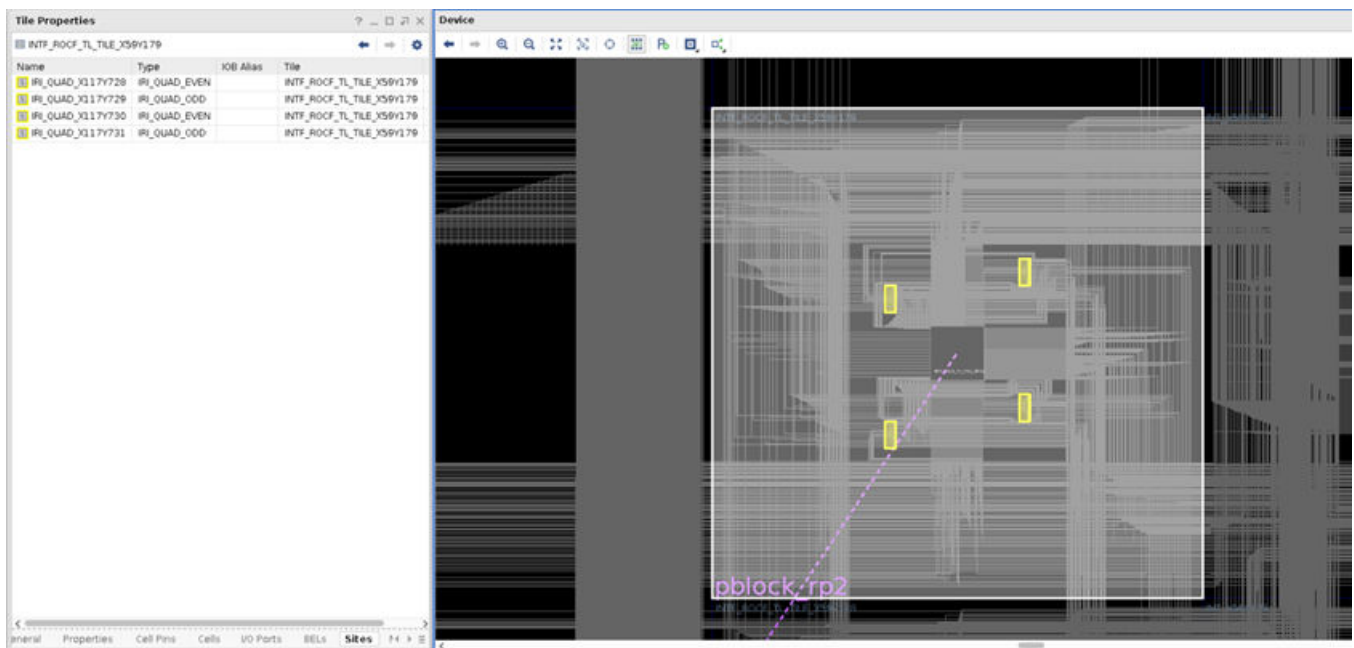 Tile Properties
INTF_ROCF_TL_TILE_X59Y179
Name Type IOB Alias Tile
IRI_QUAD_X117Y728 IRI_QUAD_EVEN INTF_ROCF_TL_TILE_X59Y179
IRI_QUAD_X117Y729 IRI_QUAD_ODD INTF_ROCF_TL_TILE_X59Y179
IRI_QUAD_X117Y730 IRI_QUAD_EVEN INTF_ROCF_TL_TILE_X59Y179
IRI_QUAD_X117Y731 IRI_QUAD_ODD INTF_ROCF_TL_TILE_X59Y179
eneral Properties Cell Pins Cells I/O Ports BELs Sites
Device
INTF_ROCF_TL_TILE_X59Y179
pblock_rp2